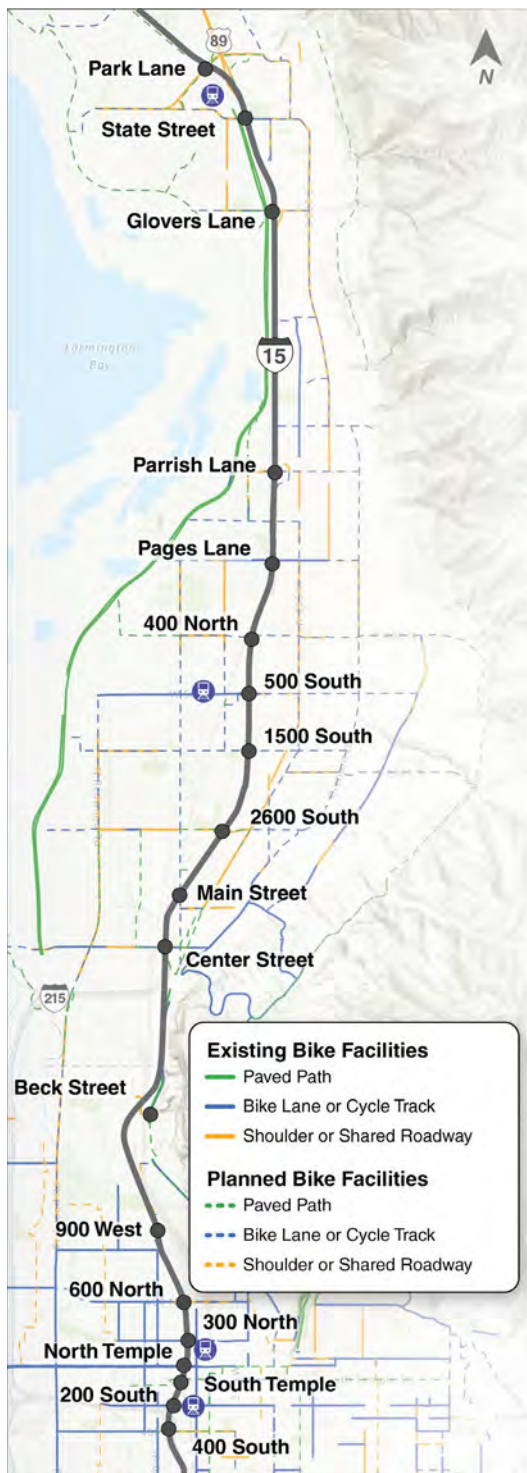 89
N
Park Lane
State Street
Glovers Lane
Farmington
Bay
15
Parrish Lane
Pages Lane
400 North
500 South
1500 South
2600 South
Main Street
Center Street
215
Existing Bike Facilities
Paved Path
Bike Lane or Cycle Track
Shoulder or Shared Roadway
Planned Bike Facilities
Paved Path
Bike Lane or Cycle Track
Shoulder or Shared Roadway
Beck Street
900 West
600 North
300 North
North Temple
South Temple
200 South
400 South